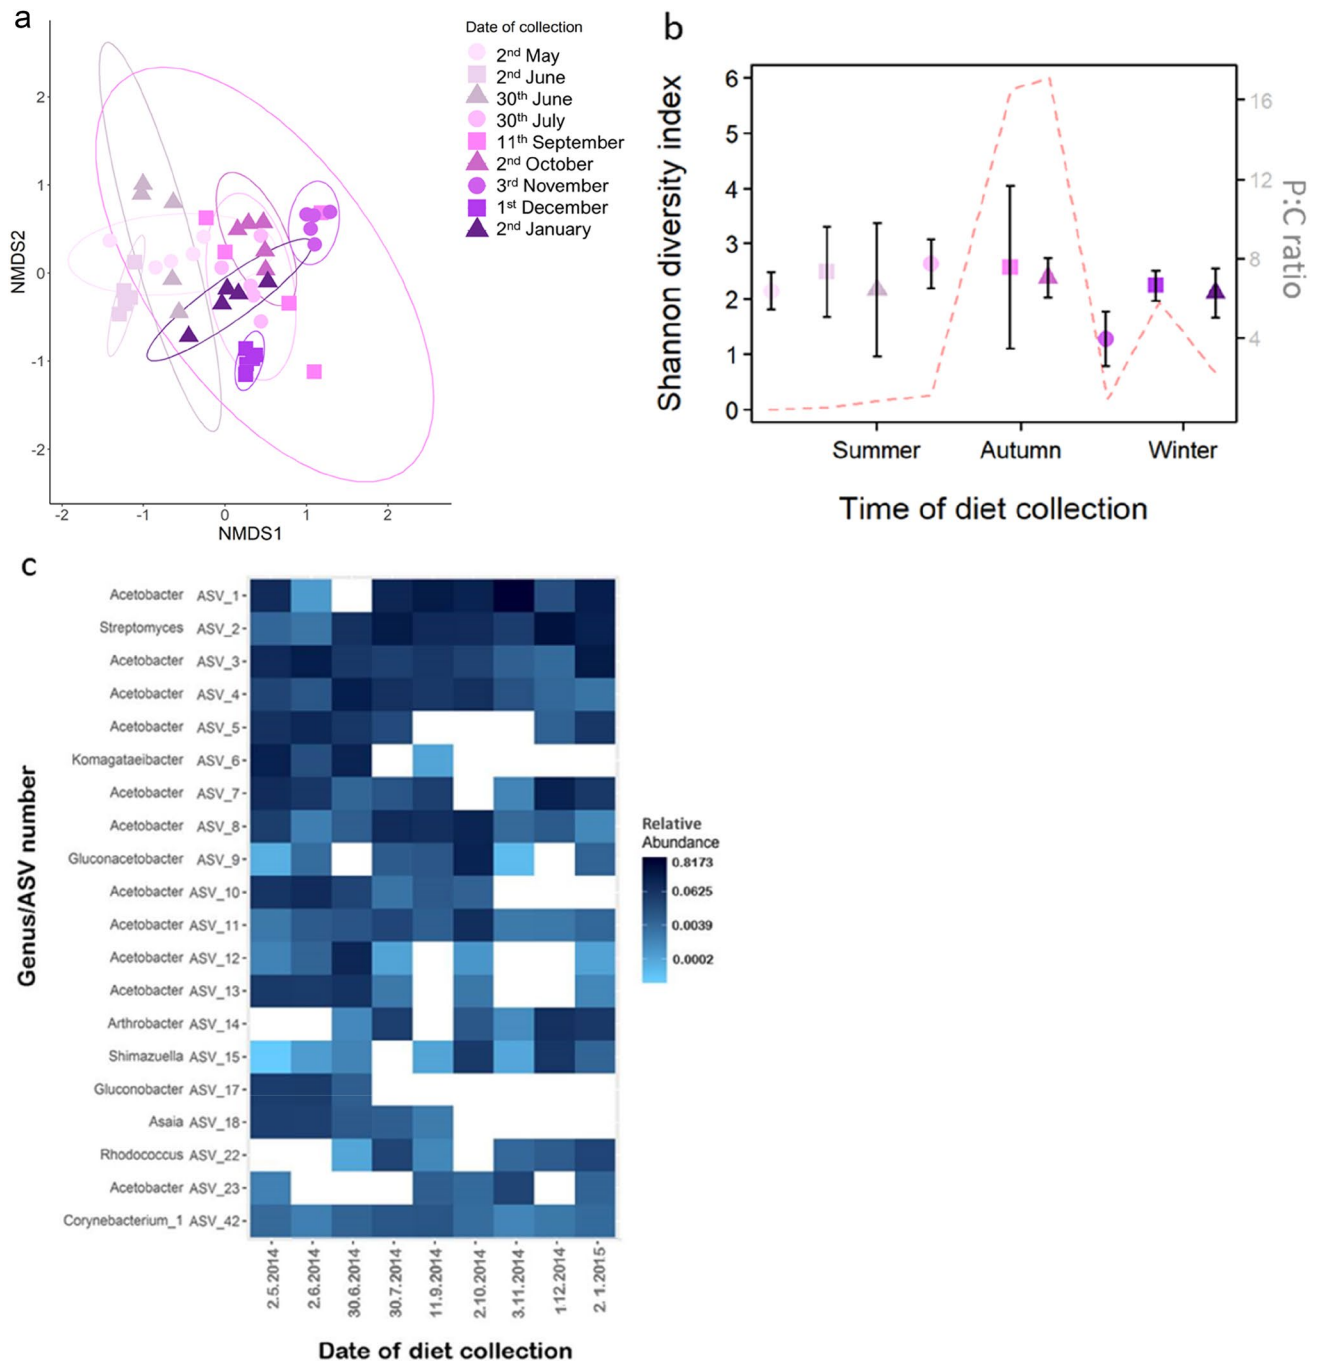 a
Date of collection
2nd May
2nd June
30th June
30th July
11th September
2nd October
3rd November
1st December
2nd January
2
1
0
-1
-2
NMDS2
-2 -1 0 1 2
NMDS1
b
Shannon diversity index
6
5
4
3
2
1
0
16
12
8
4
P:C ratio
Summer Autumn Winter
Time of diet collection
c
Genus/ASV number
Acetobacter ASV_1
Streptomyces ASV_2
Acetobacter ASV_3
Acetobacter ASV_4
Acetobacter ASV_5
Komagataeibacter ASV_6
Acetobacter ASV_7
Acetobacter ASV_8
Gluconacetobacter ASV_9
Acetobacter ASV_10
Acetobacter ASV_11
Acetobacter ASV_12
Acetobacter ASV_13
Arthrobacter ASV_14
Shimazuella ASV_15
Gluconobacter ASV_17
Asaia ASV_18
Rhodococcus ASV_22
Acetobacter ASV_23
Corynebacterium_1 ASV_42
Relative
Abundance
0.8173
0.0625
0.0039
0.0002
2.5.2014
2.6.2014
30.6.2014
30.7.2014
11.9.2014
2.10.2014
3.11.2014
1.12.2014
2. 1.2015
Date of diet collection